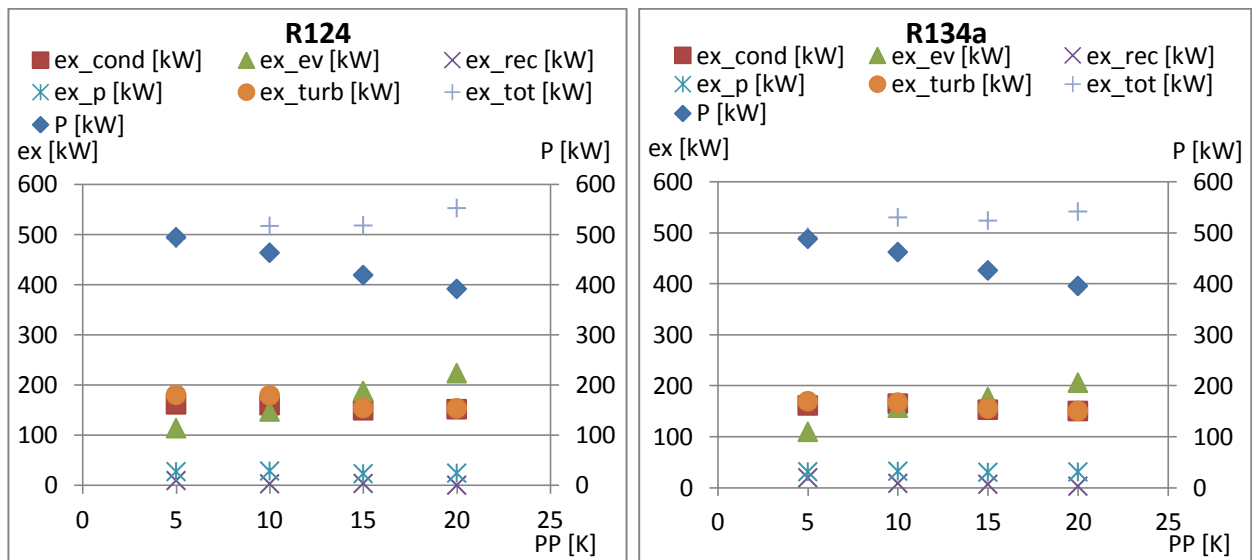 R124
ex_cond [kW] ex_ev [kW] ex_rec [kW]
ex_p [kW] ex_turb [kW] ex_tot [kW]
P [kW]
ex [kW] P [kW]
600 600
500 500
400 400
300 300
200 200
100 100
0 0
0 5 10 15 20 25
PP [K]
R134a
ex_cond [kW] ex_ev [kW] ex_rec [kW]
ex_p [kW] ex_turb [kW] ex_tot [kW]
P [kW]
ex [kW] P [kW]
600 600
500 500
400 400
300 300
200 200
100 100
0 0
0 5 10 15 20 25
PP [K]